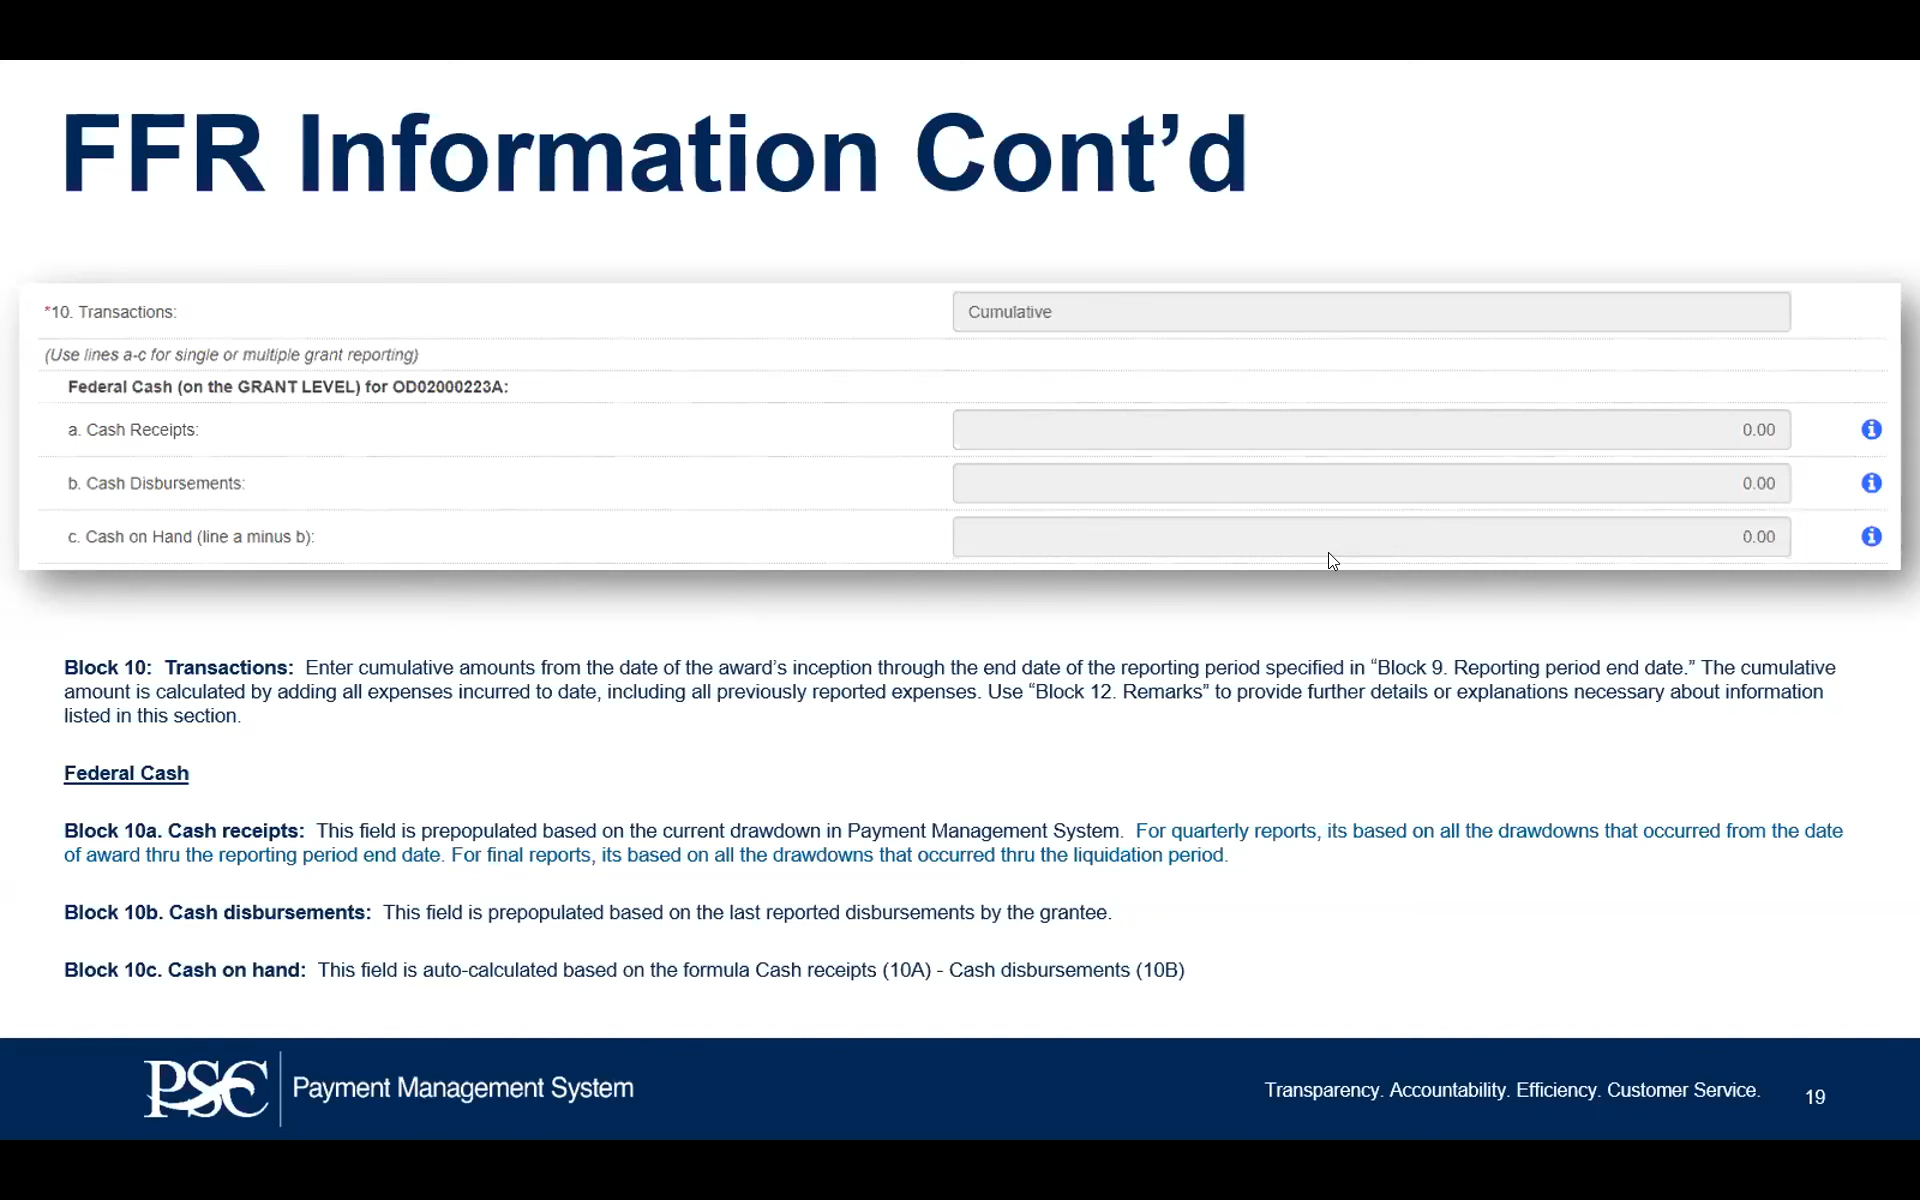 FFR Information Cont’d
*10. Transactions:
Cumulative
(Use lines a-c for single or multiple grant reporting)
Federal Cash (on the GRANT LEVEL) for OD02000223A:
a. Cash Receipts:
0.00
b. Cash Disbursements:
0.00
c. Cash on Hand (line a minus b):
0.00
Block 10: Transactions: Enter cumulative amounts from the date of the award’s inception through the end date of the reporting period specified in “Block 9. Reporting period end date.” The cumulative
amount is calculated by adding all expenses incurred to date, including all previously reported expenses. Use “Block 12. Remarks” to provide further details or explanations necessary about information
listed in this section.
Federal Cash
Block 10a. Cash receipts: This field is prepopulated based on the current drawdown in Payment Management System. For quarterly reports, its based on all the drawdowns that occurred from the date
of award thru the reporting period end date. For final reports, its based on all the drawdowns that occurred thru the liquidation period.
Block 10b. Cash disbursements: This field is prepopulated based on the last reported disbursements by the grantee.
Block 10c. Cash on hand: This field is auto-calculated based on the formula Cash receipts (10A) - Cash disbursements (10B)
PSC Payment Management System
Transparency. Accountability. Efficiency. Customer Service.
19